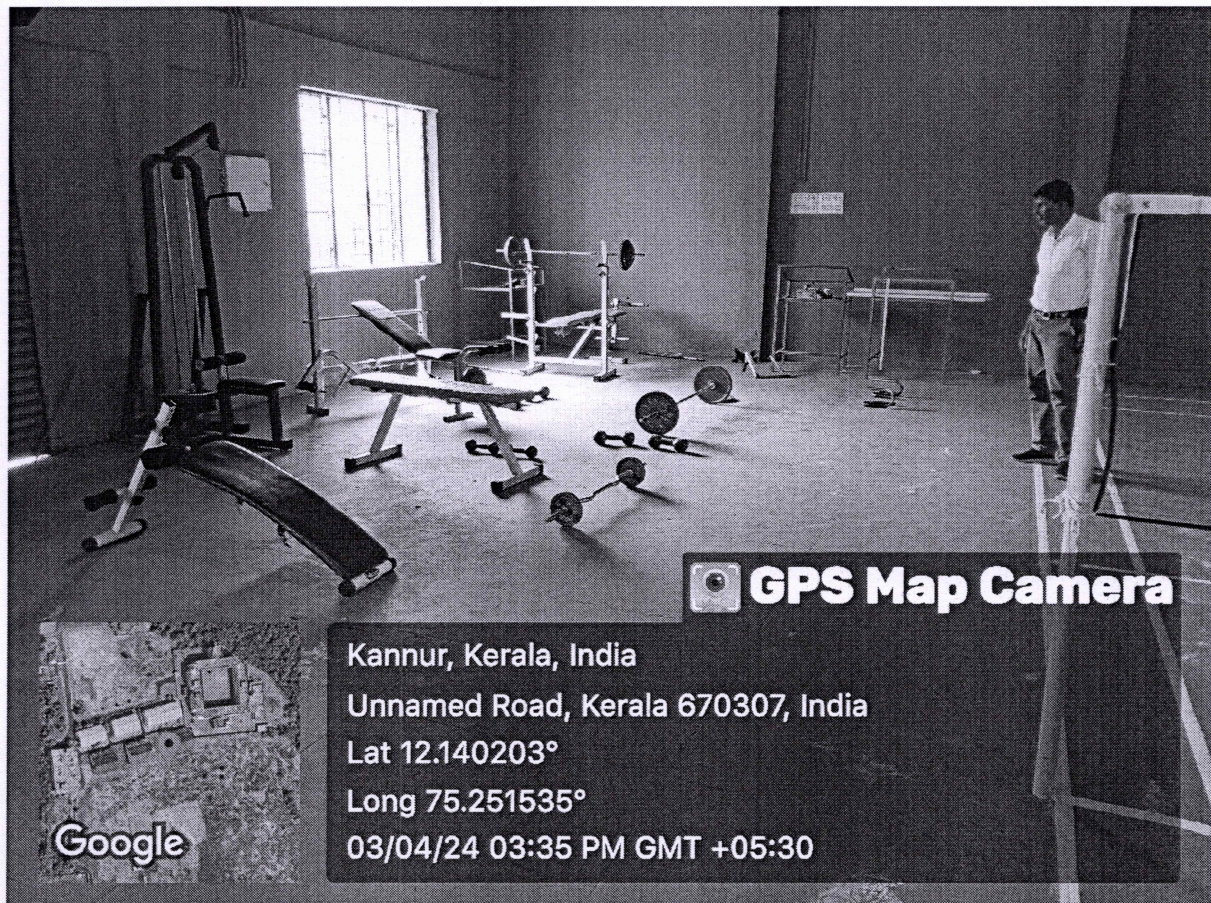 GPS Map Camera
Kannur, Kerala, India
Unnamed Road, Kerala 670307, India
Lat 12.140203°
Long 75.251535°
03/04/24 03:35 PM GMT +05:30
Google